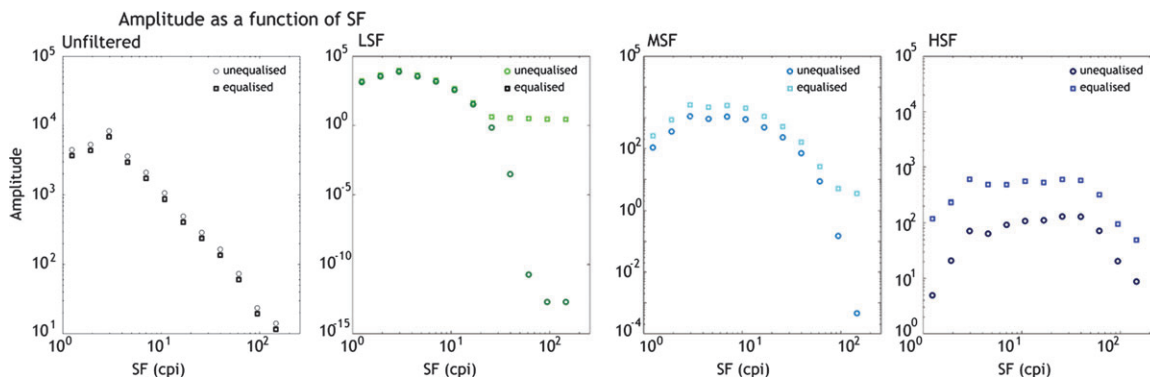 Amplitude as a function of SF
Unfiltered
10^5
10^4
10^3
10^2
10^1
10^0 10^1 10^2
Amplitude
SF (cpi)
unequalised
equalised
LSF
10^5
10^0
10^-5
10^-10
10^-15
10^0 10^1 10^2
SF (cpi)
unequalised
equalised
MSF
10^4
10^2
10^0
10^-2
10^-4
10^0 10^1 10^2
SF (cpi)
unequalised
equalised
HSF
10^5
10^4
10^3
10^2
10^1
10^0
10^0 10^1 10^2
SF (cpi)
unequalised
equalised